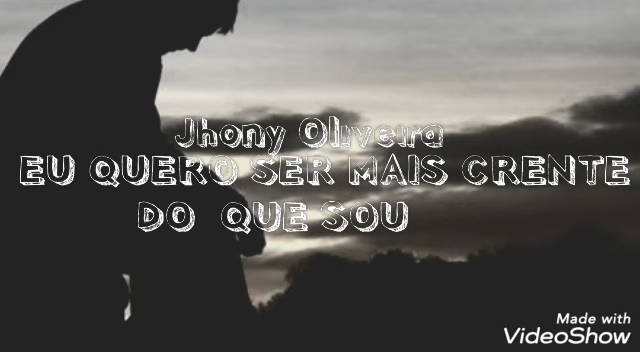 Jhony Oliveira
EU QUERO SER MAIS CRENTE
DO QUE SOU
Made with
VideoShow